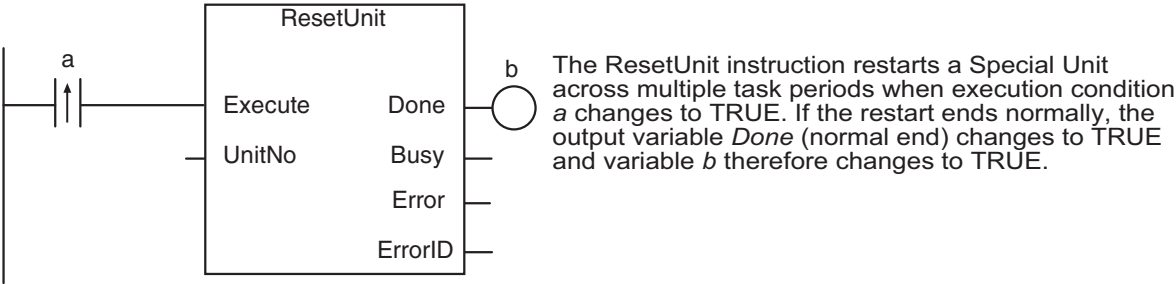 ResetUnit
a
Execute
Done
b
UnitNo
Busy
Error
ErrorID
The ResetUnit instruction restarts a Special Unit
across multiple task periods when execution condition
a changes to TRUE. If the restart ends normally, the
output variable Done (normal end) changes to TRUE
and variable b therefore changes to TRUE.